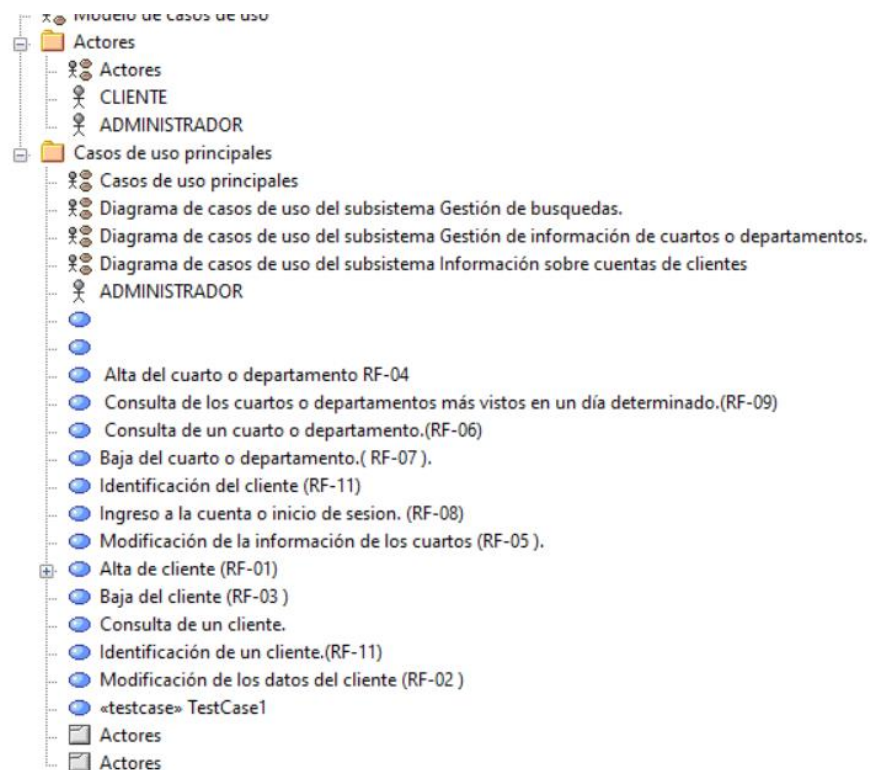 Modelo de casos de uso
Actores
Actores
CLIENTE
ADMINISTRADOR
Casos de uso principales
Casos de uso principales
Diagrama de casos de uso del subsistema Gestión de busquedas.
Diagrama de casos de uso del subsistema Gestión de información de cuartos o departamentos.
Diagrama de casos de uso del subsistema Información sobre cuentas de clientes
ADMINISTRADOR
Alta del cuarto o departamento RF-04
Consulta de los cuartos o departamentos más vistos en un día determinado.(RF-09)
Consulta de un cuarto o departamento.(RF-06)
Baja del cuarto o departamento.( RF-07 ).
Identificación del cliente (RF-11)
Ingreso a la cuenta o inicio de sesion. (RF-08)
Modificación de la información de los cuartos (RF-05 ).
Alta de cliente (RF-01)
Baja del cliente (RF-03 )
Consulta de un cliente.
Identificación de un cliente.(RF-11)
Modificación de los datos del cliente (RF-02 )
«testcase» TestCase1
Actores
Actores